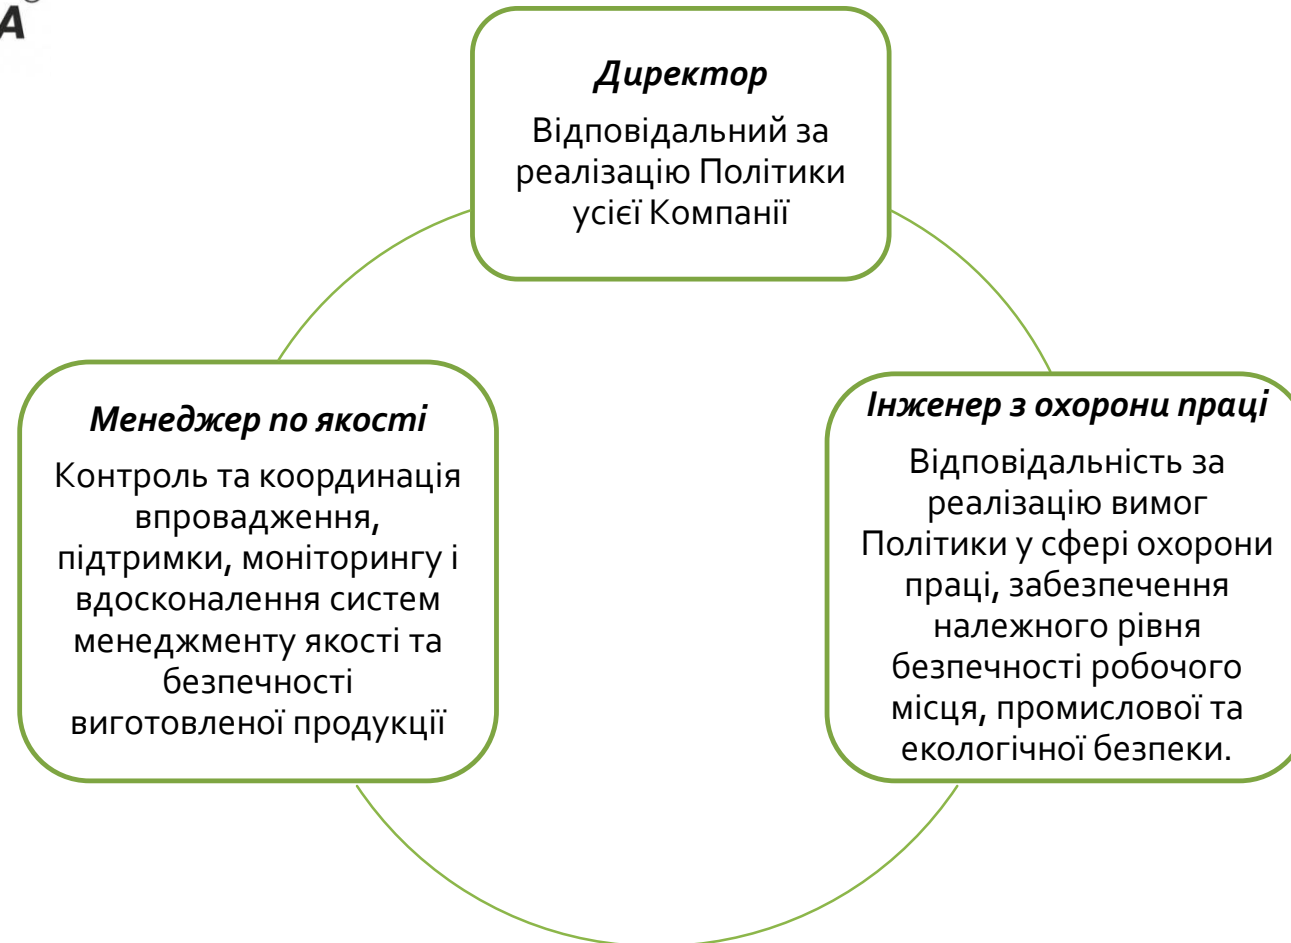 A
Директор
Відповідальний за
реалізацію Політики
усієї Компанії
Менеджер по якості
Контроль та координація
впровадження,
підтримки, моніторингу і
вдосконалення систем
менеджменту якості та
безпечності
виготовленої продукції
Інженер з охорони праці
Відповідальність за
реалізацію вимог
Політики у сфері охорони
праці, забезпечення
належного рівня
безпечності робочого
місця, промислової та
екологічної безпеки.